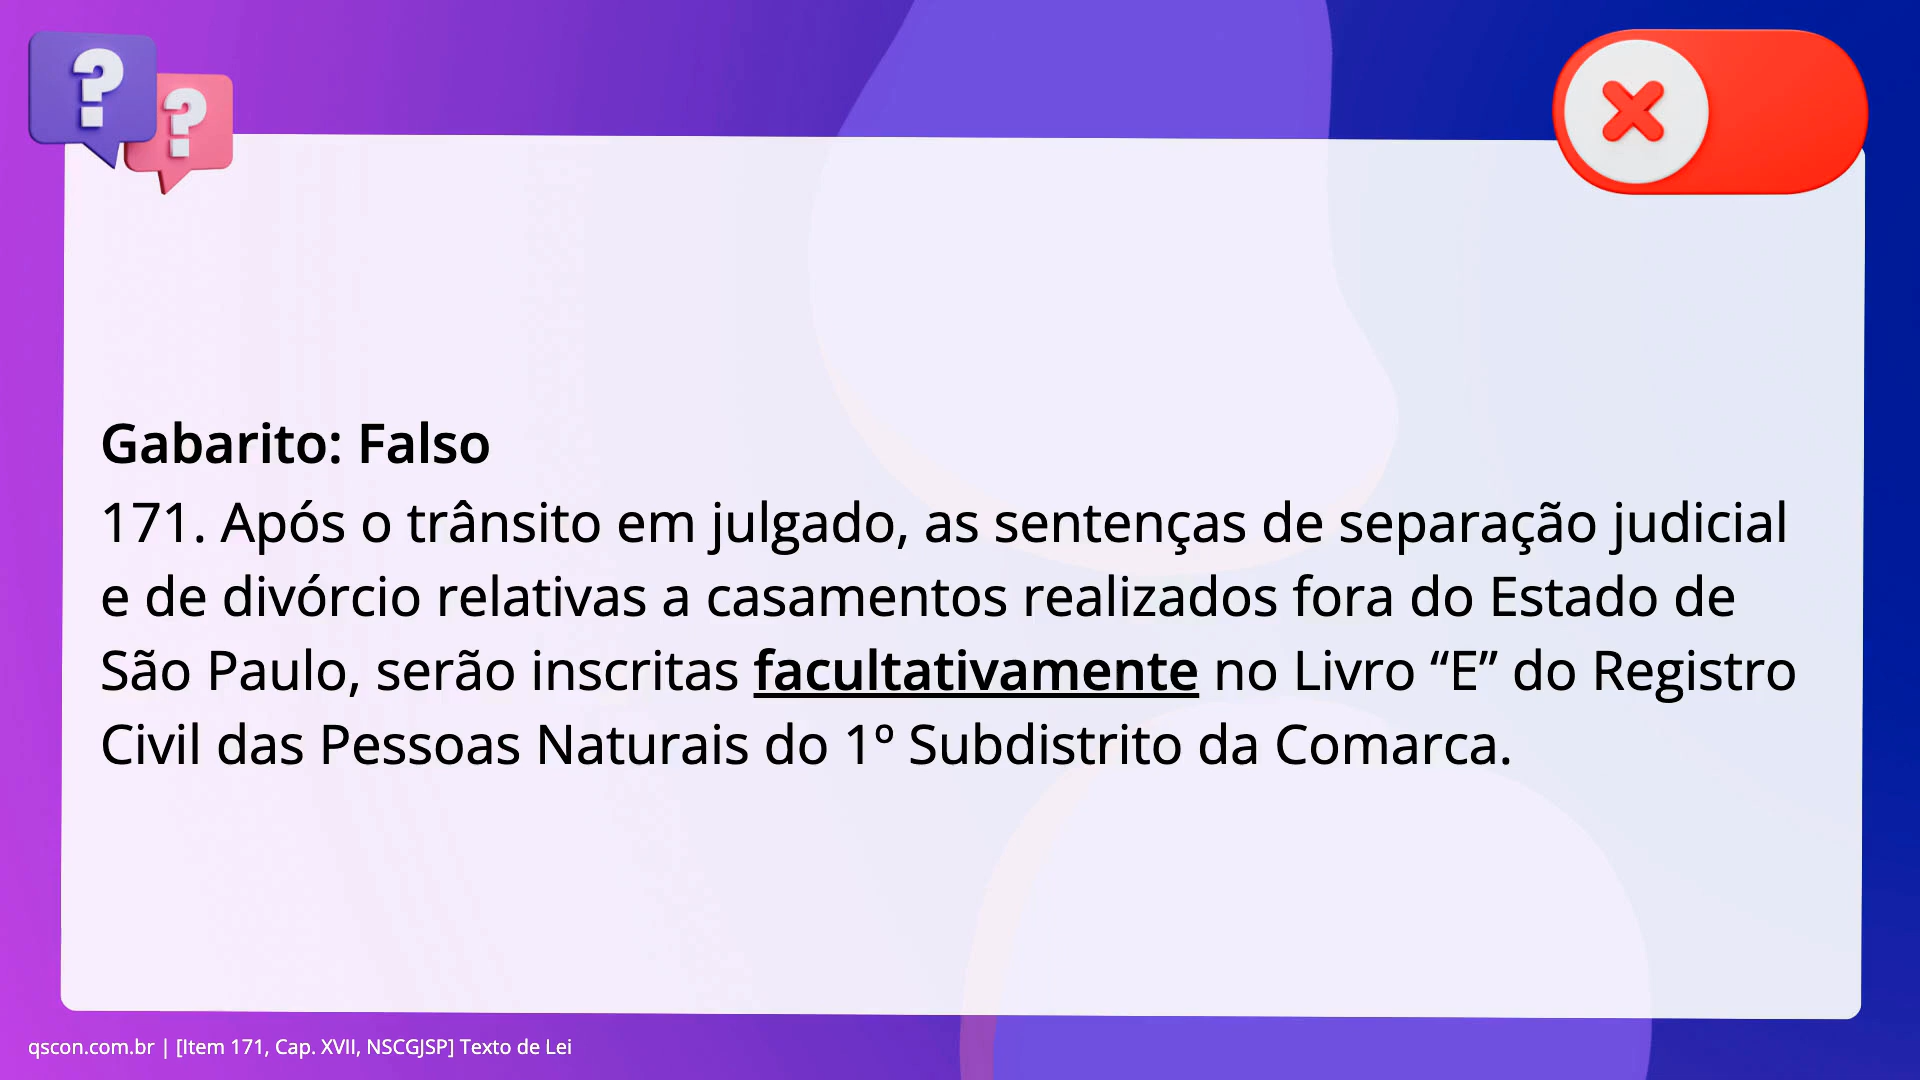 ?
?
Gabarito: Falso
171. Após o trânsito em julgado, as sentenças de separação judicial
e de divórcio relativas a casamentos realizados fora do Estado de
São Paulo, serão inscritas facultativamente no Livro “E” do Registro
Civil das Pessoas Naturais do 1º Subdistrito da Comarca.
qscon.com.br | [Item 171, Cap. XVII, NSCGJSP] Texto de Lei